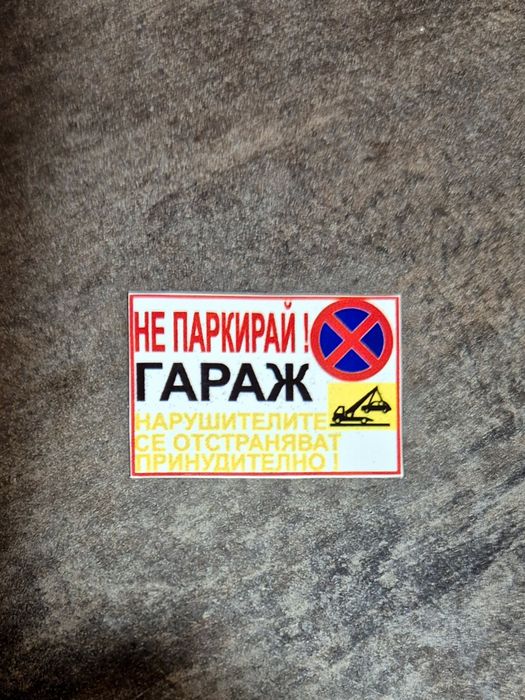 НЕ ПАРКИРАЙ !
ГАРАЖ
НАРУШИТЕЛИТЕ
СЕ ОТСТРАНЯВАТ
ПРИНУДИТЕЛНО !